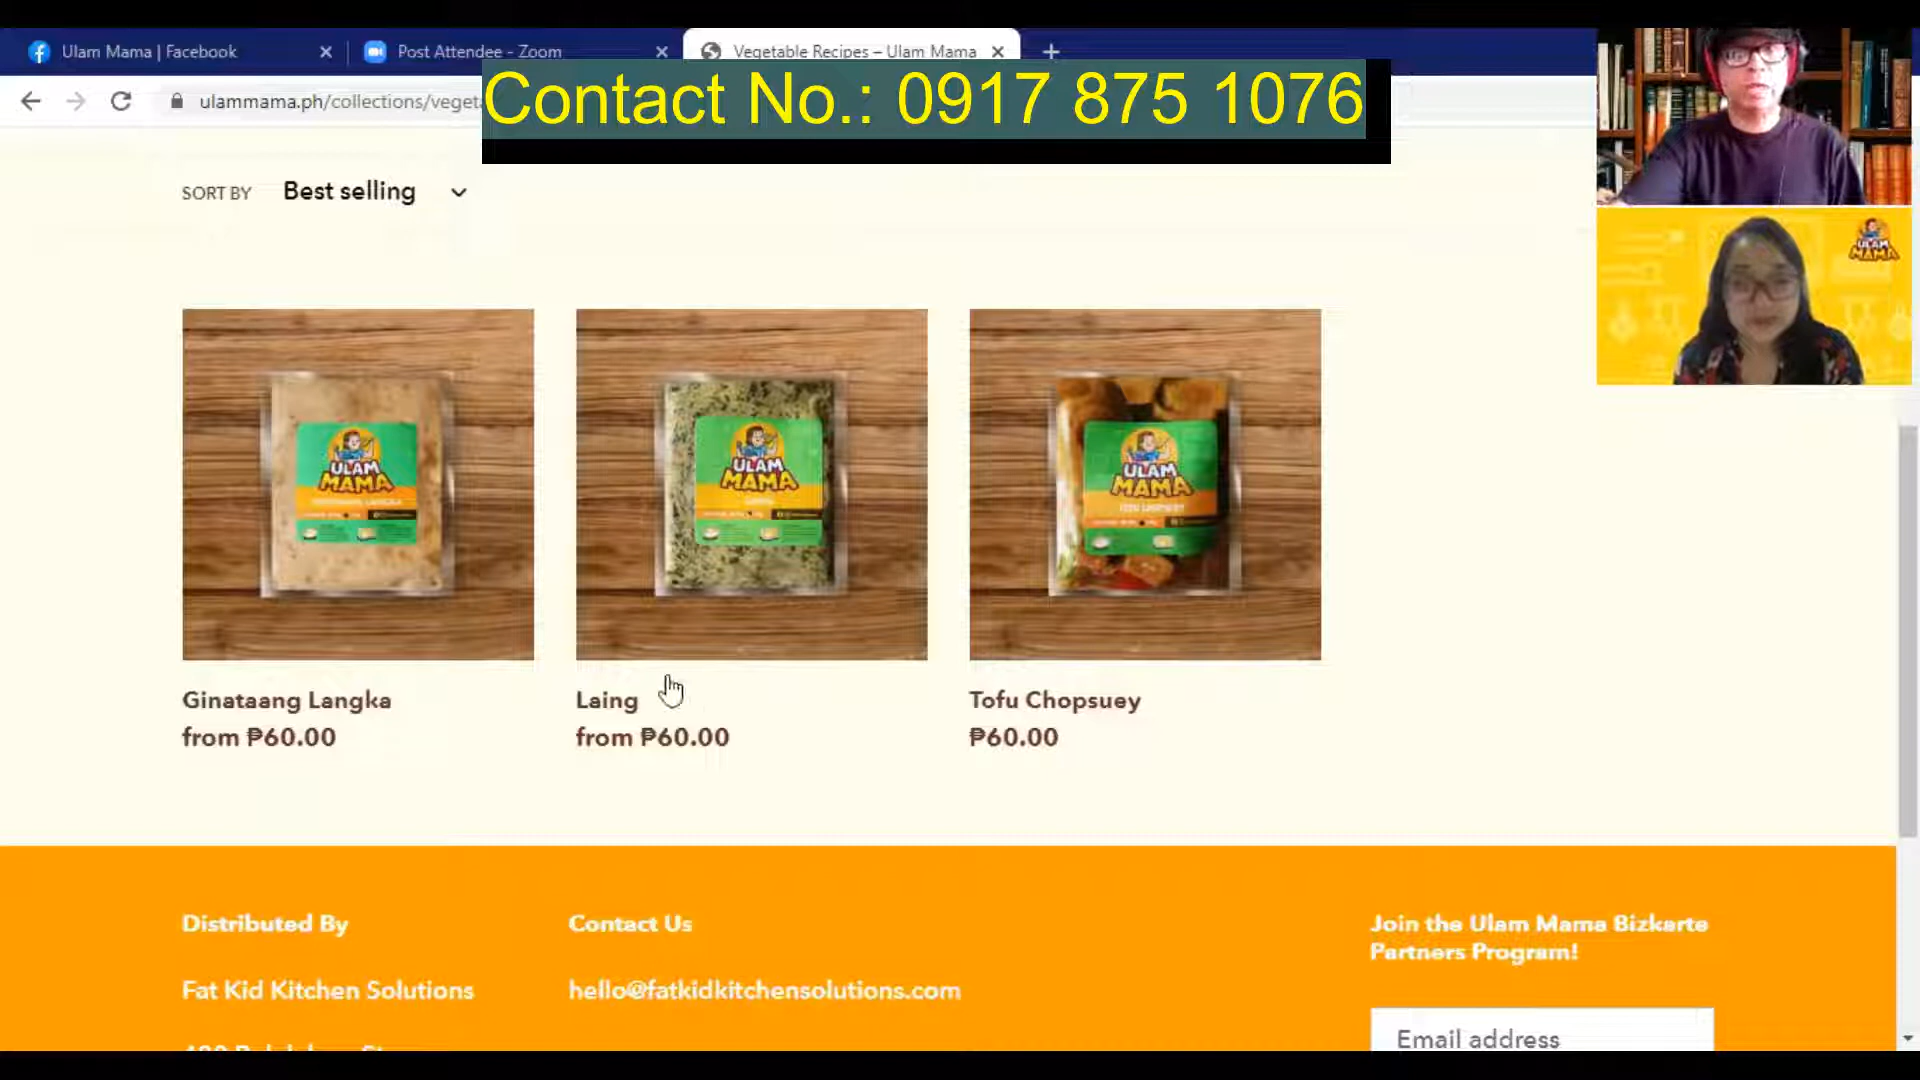 Ulam Mama | Facebook
Post Attendee - Zoom
Vegetable Recipes – Ulam Mama
ulammama.ph/collections/veget
Contact No.: 0917 875 1076
SORT BY Best selling
ULAM
MAMA
ULAM
MAMA
ULAM
MAMA
TOFU CHOPSUEY
ULAM
MAMA
Ginataang Langka
from ₱60.00
Laing
from ₱60.00
Tofu Chopsuey
₱60.00
Distributed By
Fat Kid Kitchen Solutions
Contact Us
hello@fatkidkitchensolutions.com
Join the Ulam Mama Bizkarte
Partners Program!
Email address